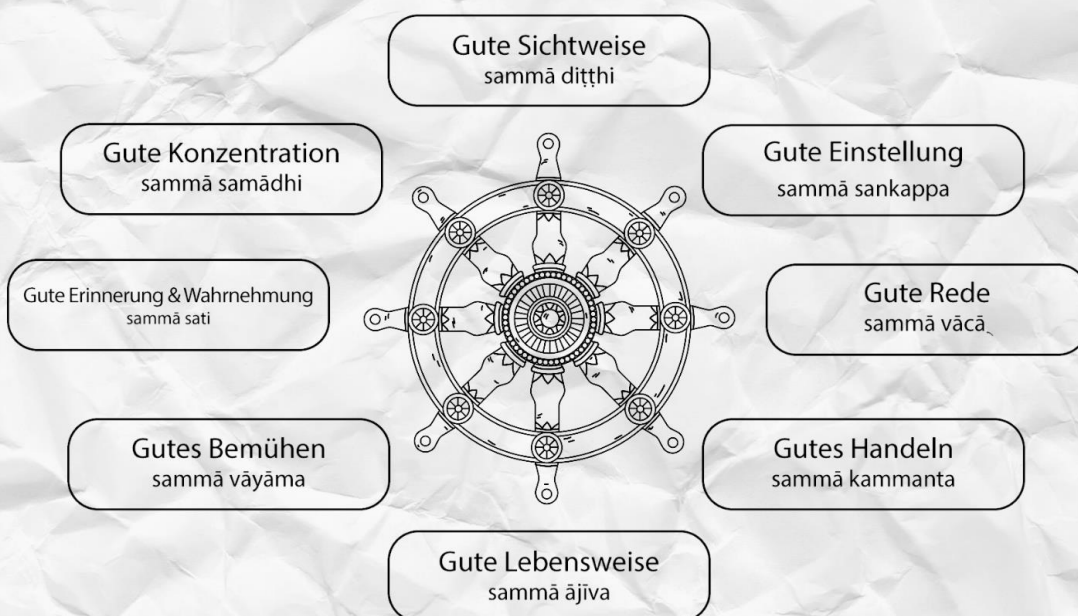 Gute Sichtweise
sammā diṭṭhi
Gute Einstellung
sammā sankappa
Gute Rede
sammā vācā
Gutes Handeln
sammā kammanta
Gute Lebensweise
sammā ājīva
Gutes Bemühen
sammā vāyāma
Gute Erinnerung & Wahrnehmung
sammā sati
Gute Konzentration
sammā samādhi